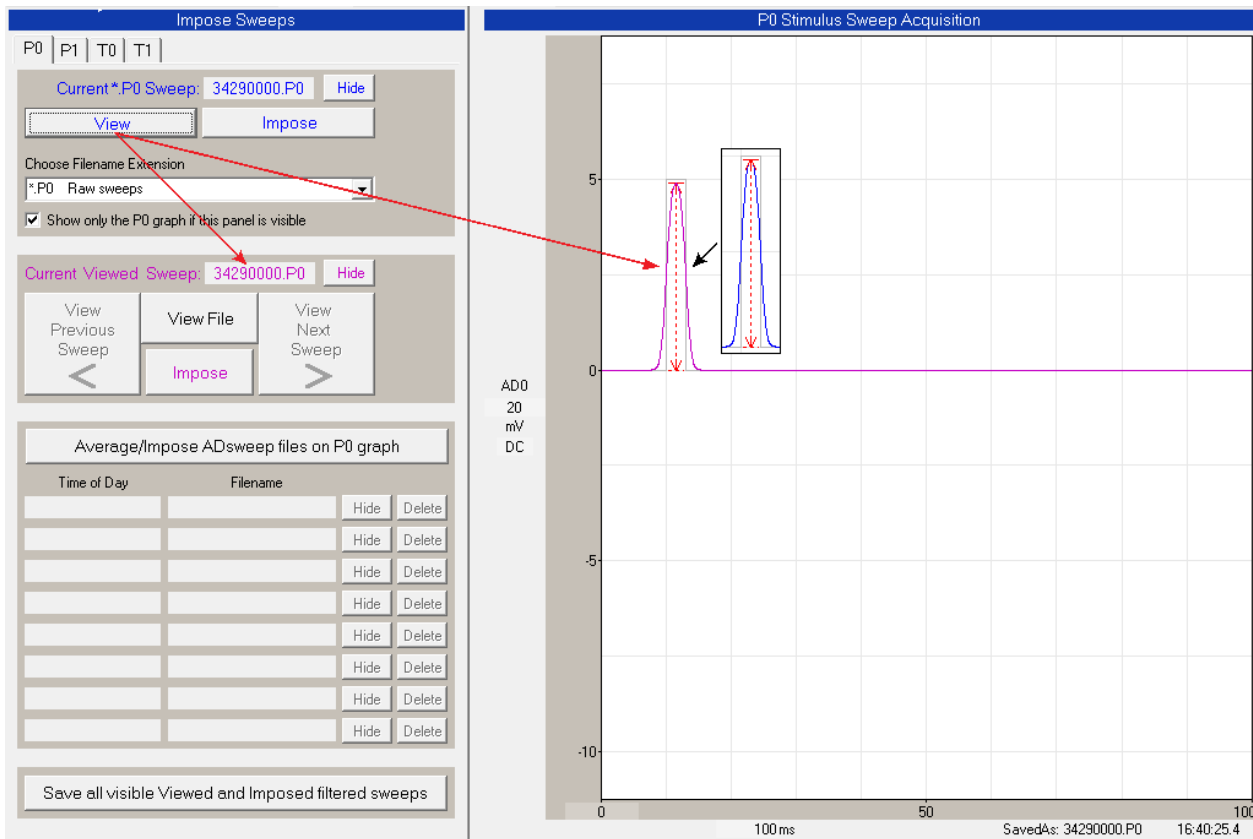 Impose Sweeps
P0 P1 T0 T1
Current *.P0 Sweep: 34290000.P0 Hide
View Impose
Choose Filename Extension
*.P0 Raw sweeps
Show only the P0 graph if this panel is visible
Current Viewed Sweep: 34290000.P0 Hide
View Previous Sweep <
View File
Impose
View Next Sweep >
Average/Impose ADsweep files on P0 graph
Time of Day Filename
Hide Delete
Hide Delete
Hide Delete
Hide Delete
Hide Delete
Hide Delete
Hide Delete
Hide Delete
Save all visible Viewed and Imposed filtered sweeps
P0 Stimulus Sweep Acquisition
AD0
20
mV
DC
5
0
-5
-10
0 50 100
100 ms SavedAs: 34290000.P0 16:40:25.4